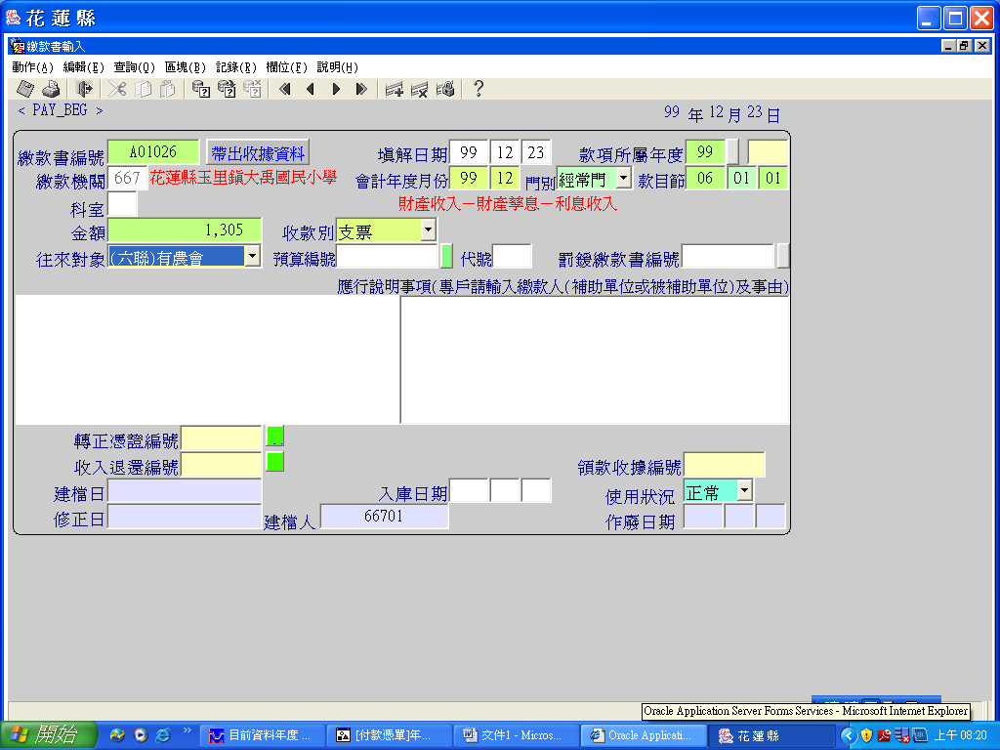 花蓮縣
繳款書輸入
動作(A) 編輯(E) 查詢(Q) 區塊(B) 記錄(R) 欄位(F) 說明(H)
< PAY_BEG > 99 年 12 月 23 日
繳款書編號 A01026 帶出收據資料 填解日期 99 12 23 款項所屬年度 99
繳款機關 667 花蓮縣玉里鎮大禹國民小學 會計年度月份 99 12 門別 經常門 款目節 06 01 01
科室 財產收入－財產孳息－利息收入
金額 1,305 收款別 支票
往來對象 (六聯)有農會 預算編號 代號 罰鍰繳款書編號
應行說明事項(專戶請輸入繳款人(補助單位或被補助單位)及事由)
轉正憑證編號 ..
收入退還編號 領款收據編號
建檔日 入庫日期 使用狀況 正常
修正日 建檔人 66701 作廢日期
Oracle Application Server Forms Services - Microsoft Internet Explorer
開始 » 目前資料年度 ... [付款憑單]年... 文件1 - Micros... Oracle Applicati... 花蓮縣 上午 08:20